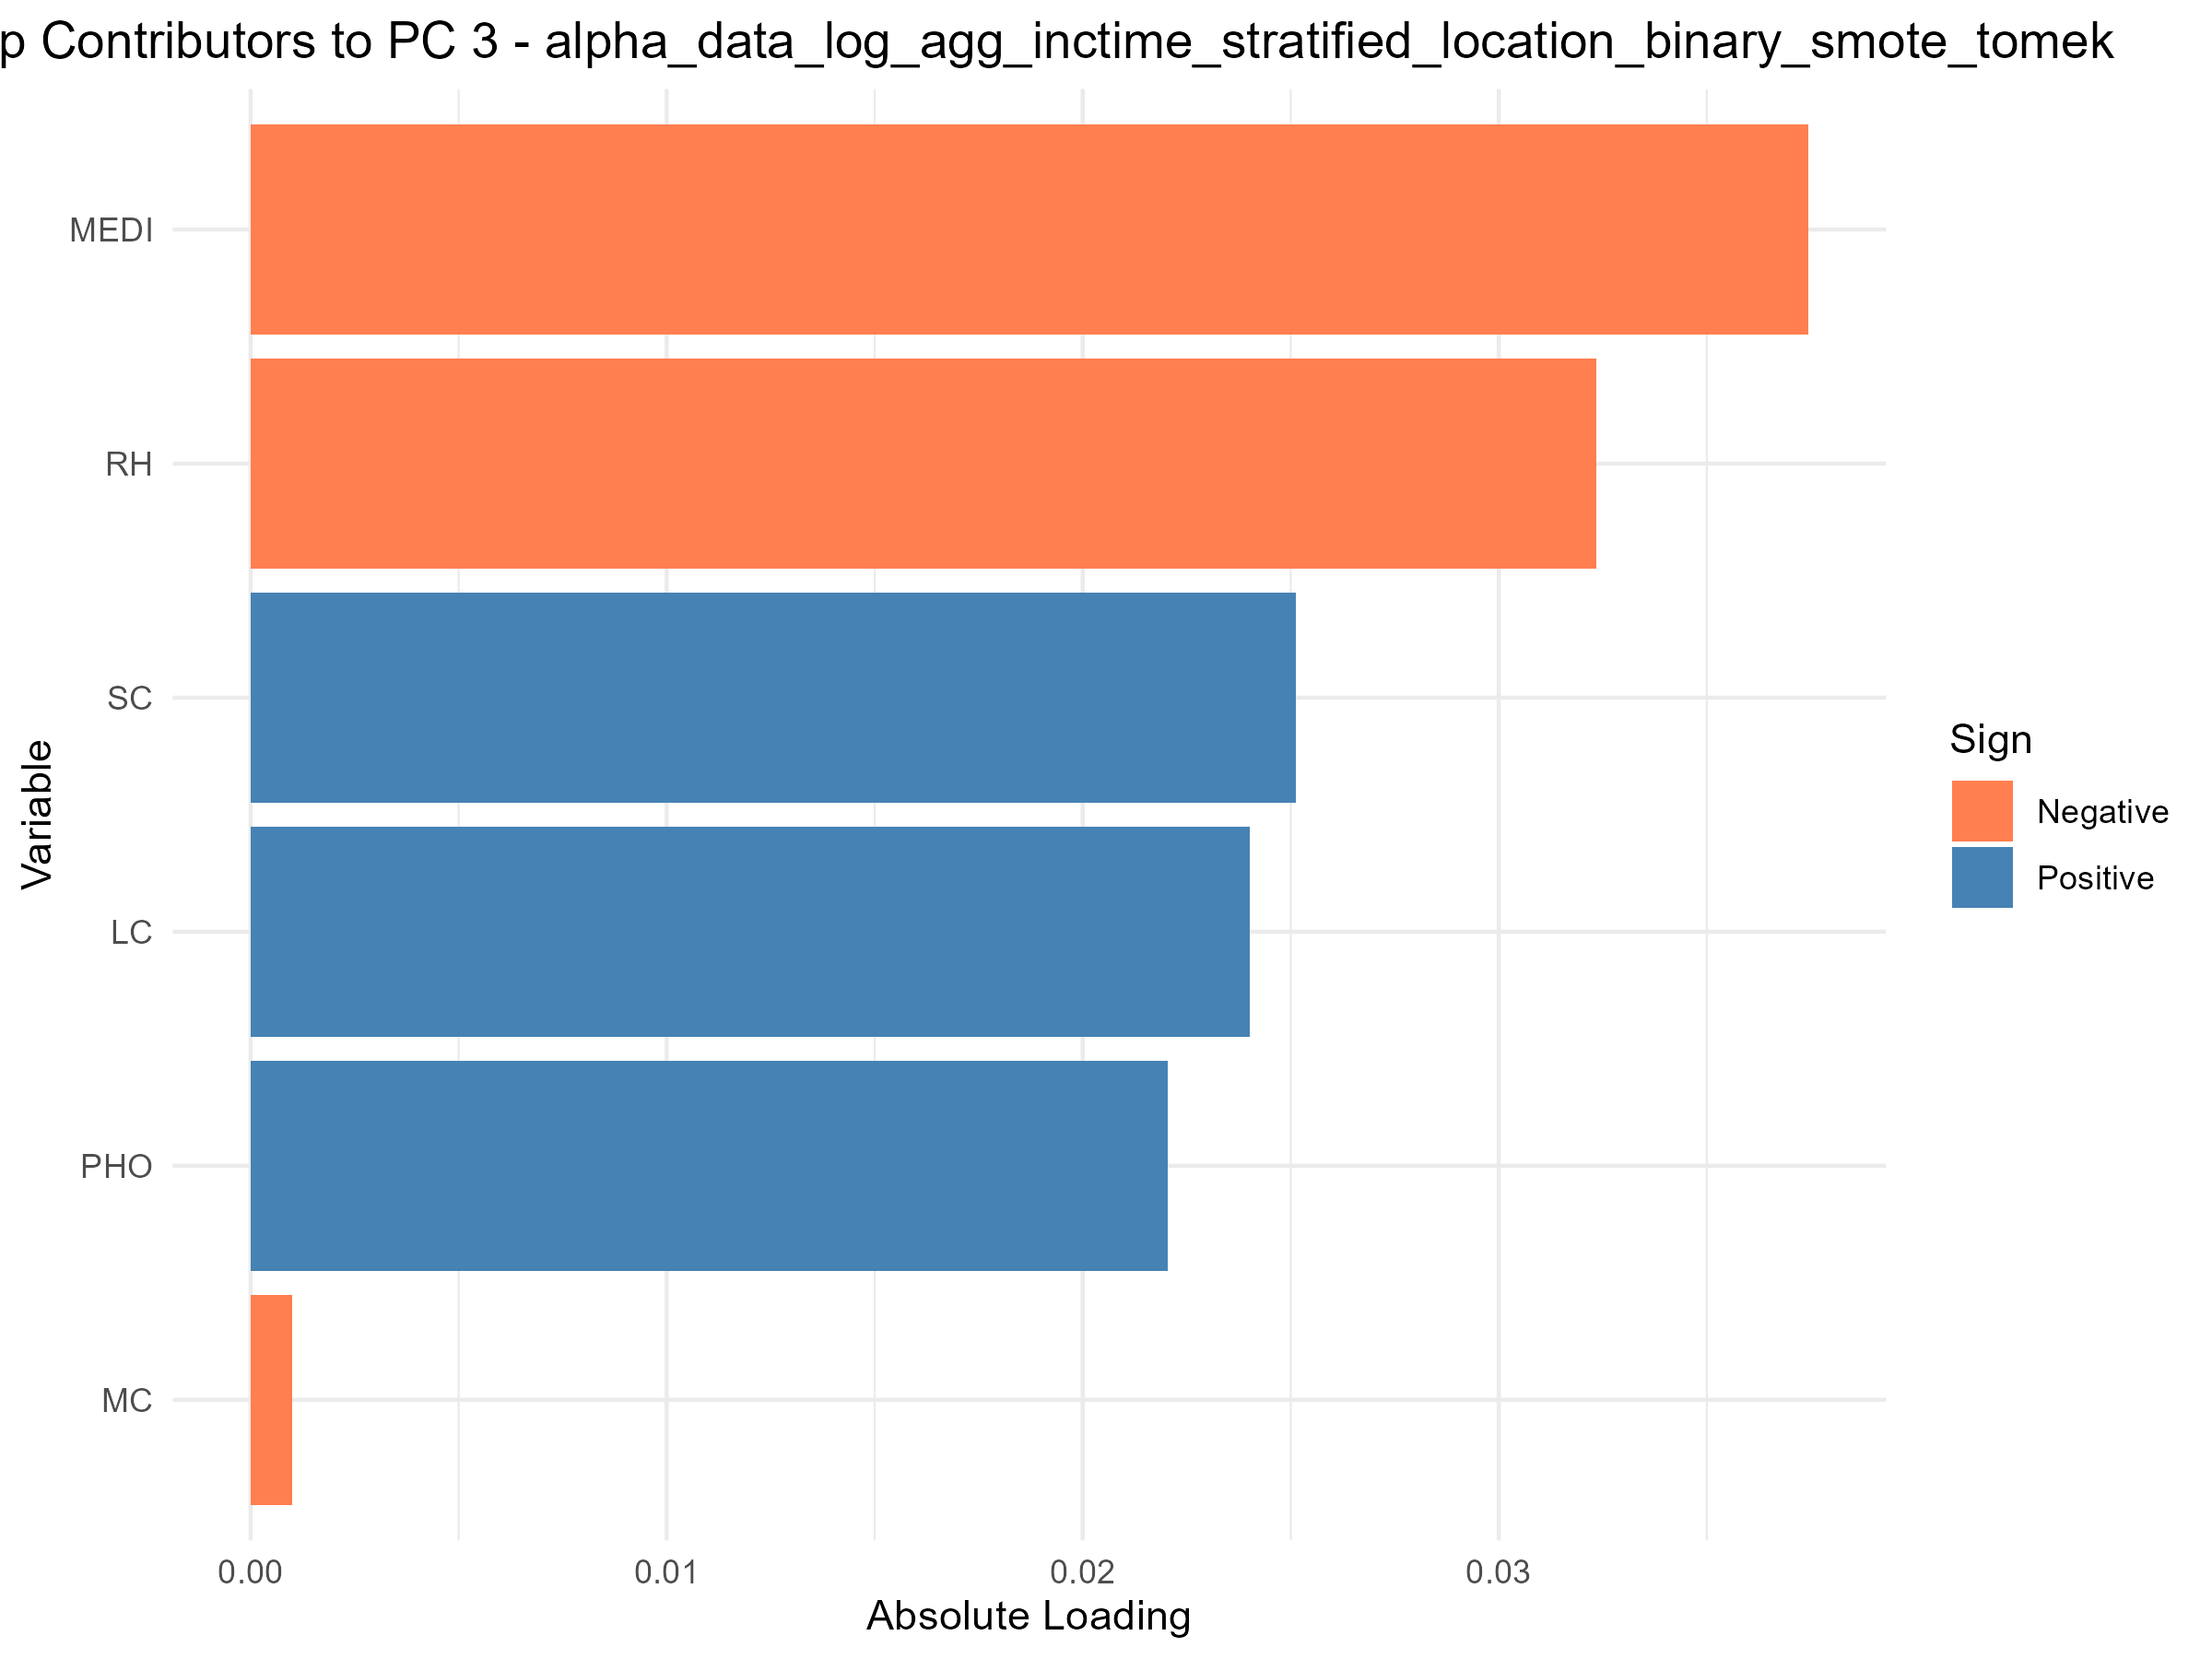 p Contributors to PC 3 - alpha_data_log_agg_inctime_stratified_location_binary_smote_tomek
MEDI
RH
SC
LC
PHO
MC
Variable
0.00 0.01 0.02 0.03
Absolute Loading
Sign
Negative
Positive